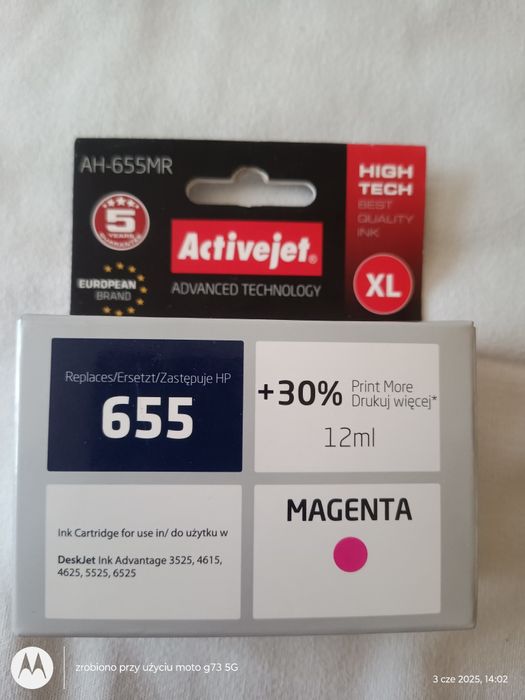 AH-655MR
HIGH
TECH
BEST
QUALITY
INK
5
YEARS
GUARANTEE
Activejet®
EUROPEAN
BRAND
ADVANCED TECHNOLOGY
XL
Replaces/Ersetzt/Zastępuje HP
655
+30% Print More
Drukuj więcej*
12ml
Ink Cartridge for use in/ do użytku w
DeskJet Ink Advantage 3525, 4615,
4625, 5525, 6525
MAGENTA
zrobiono przy użyciu moto g73 5G
3 cze 2025, 14:02